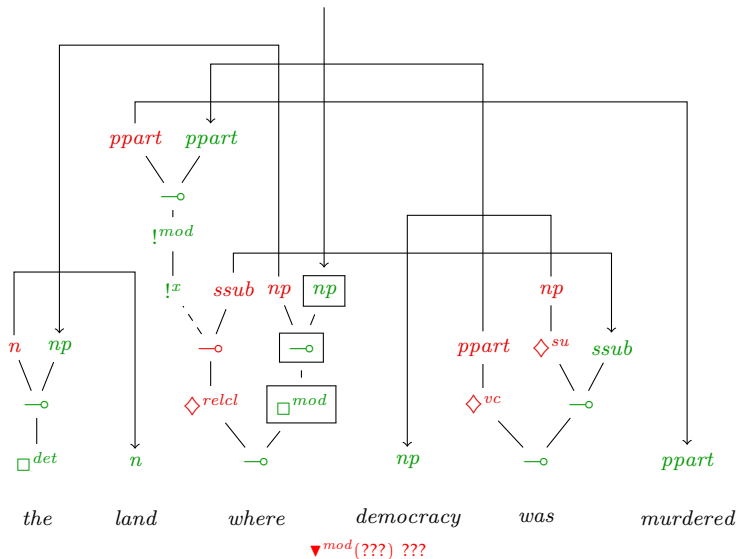 ppart ppart
⊸
!mod
!x ssub np np np
n np ⊸ ⊸ ppart ◇su ssub
⊸ ◇relcl □mod ◇vc ⊸
□det n ⊸ np ⊸ ppart
the land where democracy was murdered
▼mod(???) ???